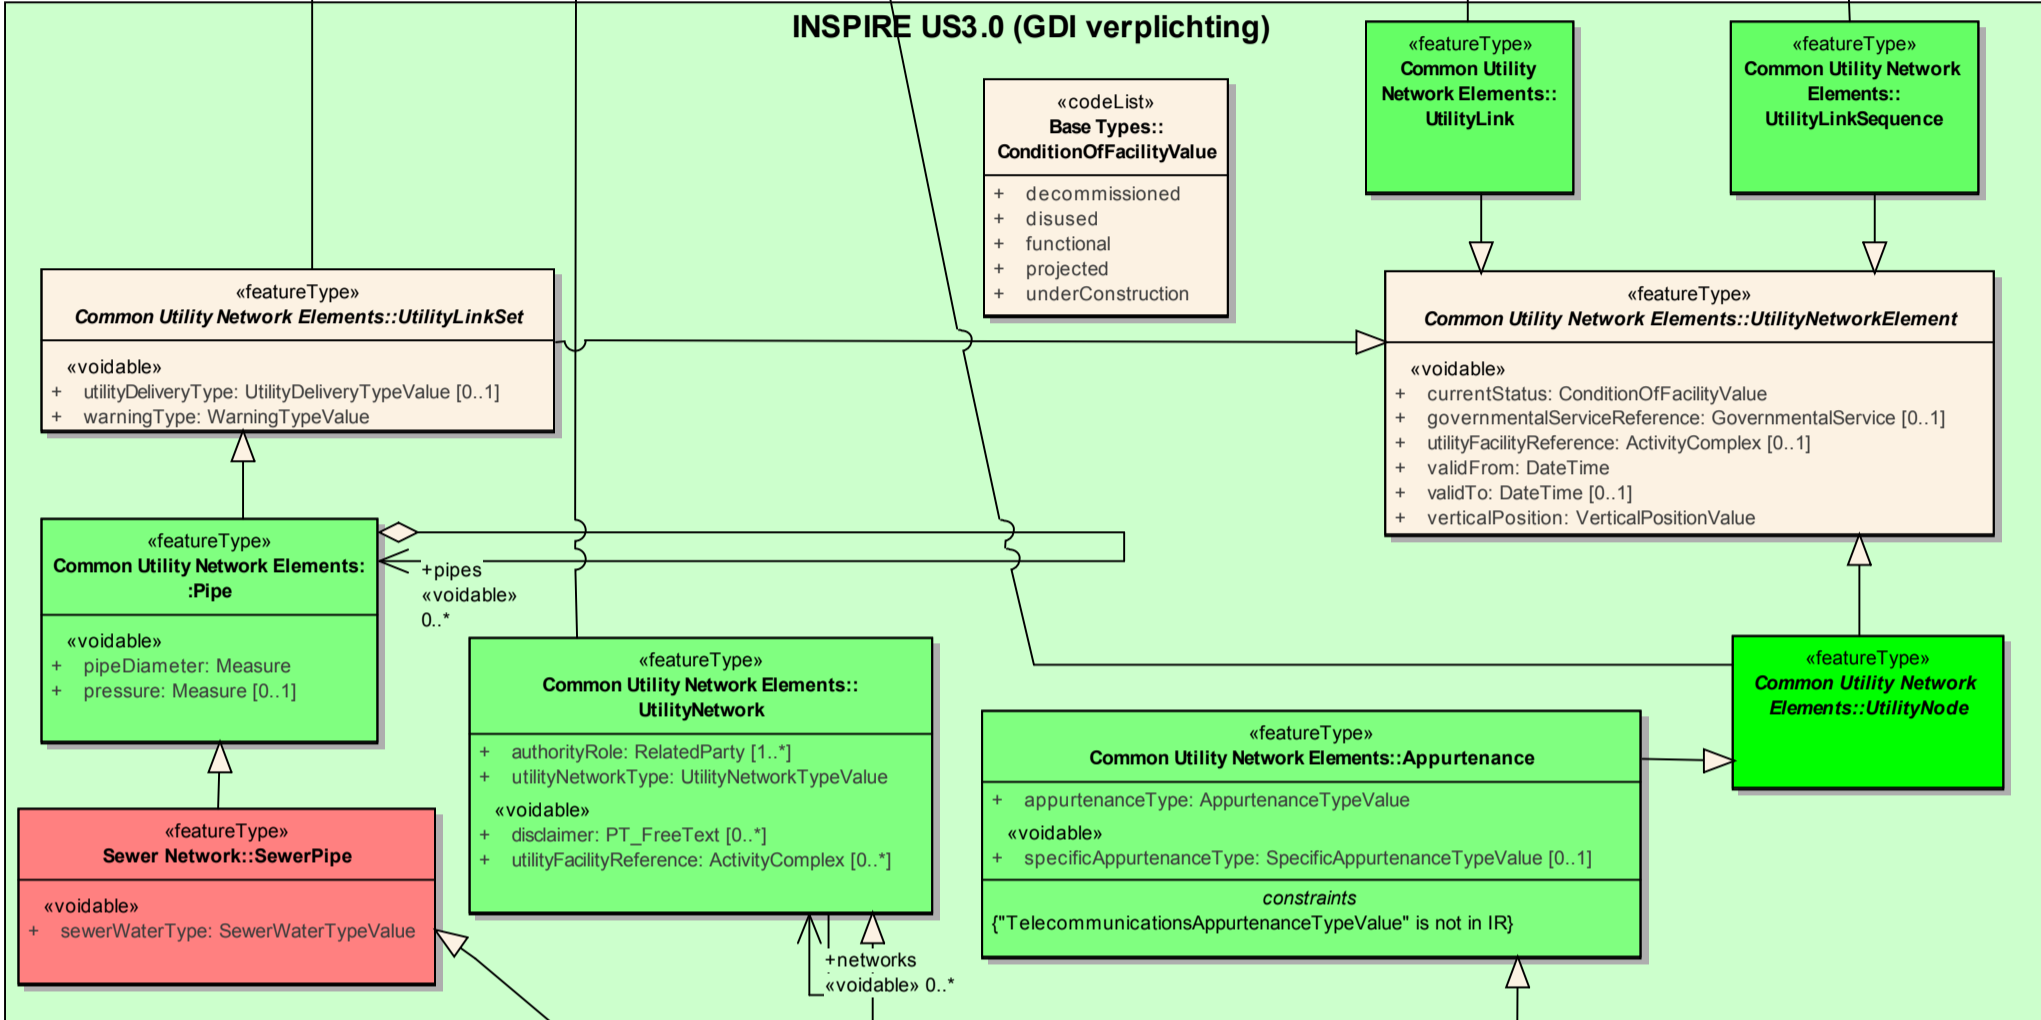 INSPIRE US3.0 (GDI verplichting)
«featureType»
Common Utility
Network Elements::
UtilityLink
«featureType»
Common Utility Network
Elements::
UtilityLinkSequence
«codeList»
Base Types::
ConditionOfFacilityValue
+ decommissioned
+ disused
+ functional
+ projected
+ underConstruction
«featureType»
Common Utility Network Elements::UtilityLinkSet
«voidable»
+ utilityDeliveryType: UtilityDeliveryTypeValue [0..1]
+ warningType: WarningTypeValue
«featureType»
Common Utility Network Elements::UtilityNetworkElement
«voidable»
+ currentStatus: ConditionOfFacilityValue
+ governmentalServiceReference: GovernmentalService [0..1]
+ utilityFacilityReference: ActivityComplex [0..1]
+ validFrom: DateTime
+ validTo: DateTime [0..1]
+ verticalPosition: VerticalPositionValue
«featureType»
Common Utility Network Elements:
:Pipe
«voidable»
+ pipeDiameter: Measure
+ pressure: Measure [0..1]
+pipes
«voidable»
0..*
«featureType»
Common Utility Network Elements::
UtilityNetwork
+ authorityRole: RelatedParty [1..*]
+ utilityNetworkType: UtilityNetworkTypeValue
«voidable»
+ disclaimer: PT_FreeText [0..*]
+ utilityFacilityReference: ActivityComplex [0..*]
«featureType»
Common Utility Network
Elements::UtilityNode
«featureType»
Common Utility Network Elements::Appurtenance
+ appurtenanceType: AppurtenanceTypeValue
«voidable»
+ specificAppurtenanceType: SpecificAppurtenanceTypeValue [0..1]
constraints
{"TelecommunicationsAppurtenanceTypeValue" is not in IR}
«featureType»
Sewer Network::SewerPipe
«voidable»
+ sewerWaterType: SewerWaterTypeValue
+networks
«voidable» 0..*